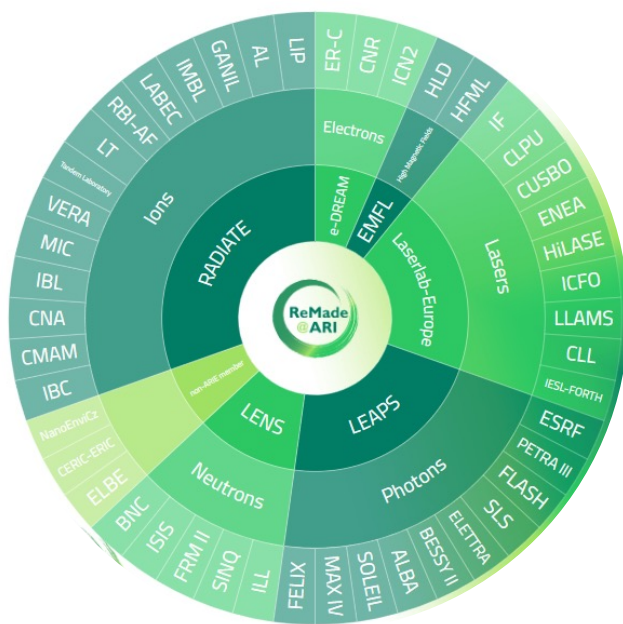 ReMade
@ARI
e-DREAM
EMFL
Laserlab-Europe
LEAPS
LENS
non-ARIE member
RADIATE
Electrons
High Magnetic Fields
Lasers
Photons
Neutrons
Ions
ER-C
CNR
ICN2
HLD
HFML
IF
CLPU
CUSBO
ENEA
HiLASE
ICFO
LLAMS
CLL
IESL-FORTH
ESRF
PETRA III
FLASH
SLS
ELETTRA
BESSY II
ALBA
SOLEIL
MAX IV
FELIX
ILL
SINQ
FRM II
ISIS
BNC
ELBE
CERIC-ERIC
NanoEnviCz
IBC
CMAM
CNA
IBL
MIC
VERA
Tandem Laboratory
LT
RBI-AF
LABEC
IMBL
GANIL
AL
LIP